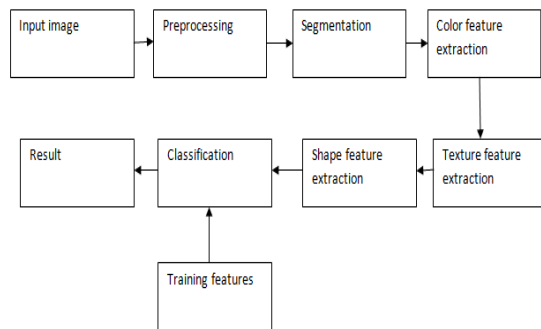 Input image
Preprocessing
Segmentation
Color feature
extraction
Result
Classification
Shape feature
extraction
Texture feature
extraction
Training features